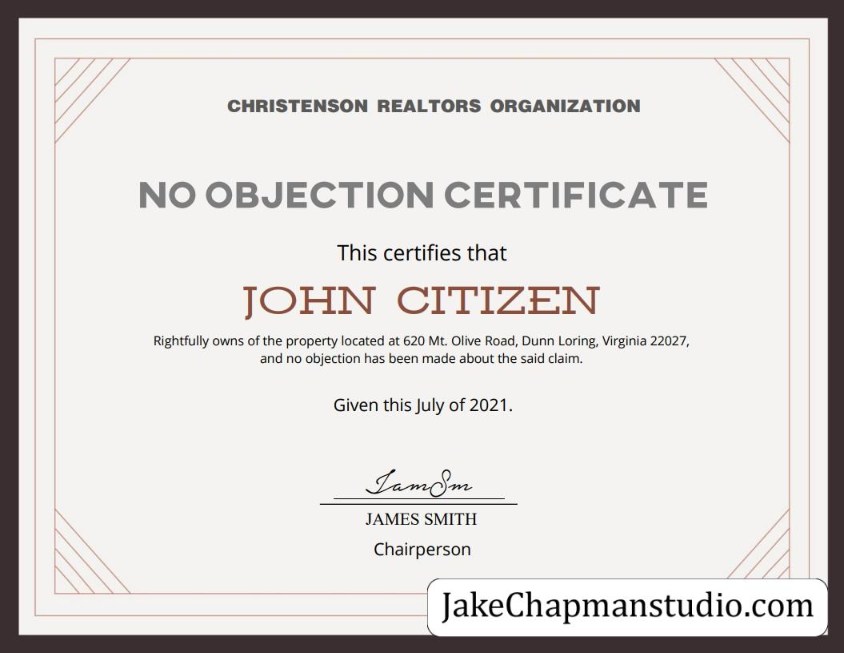 CHRISTENSON REALTORS ORGANIZATION
NO OBJECTION CERTIFICATE
This certifies that
JOHN CITIZEN
Rightfully owns of the property located at 620 Mt. Olive Road, Dunn Loring, Virginia 22027,
and no objection has been made about the said claim.
Given this July of 2021.
JAMES SMITH
Chairperson
JakeChapmanstudio.com